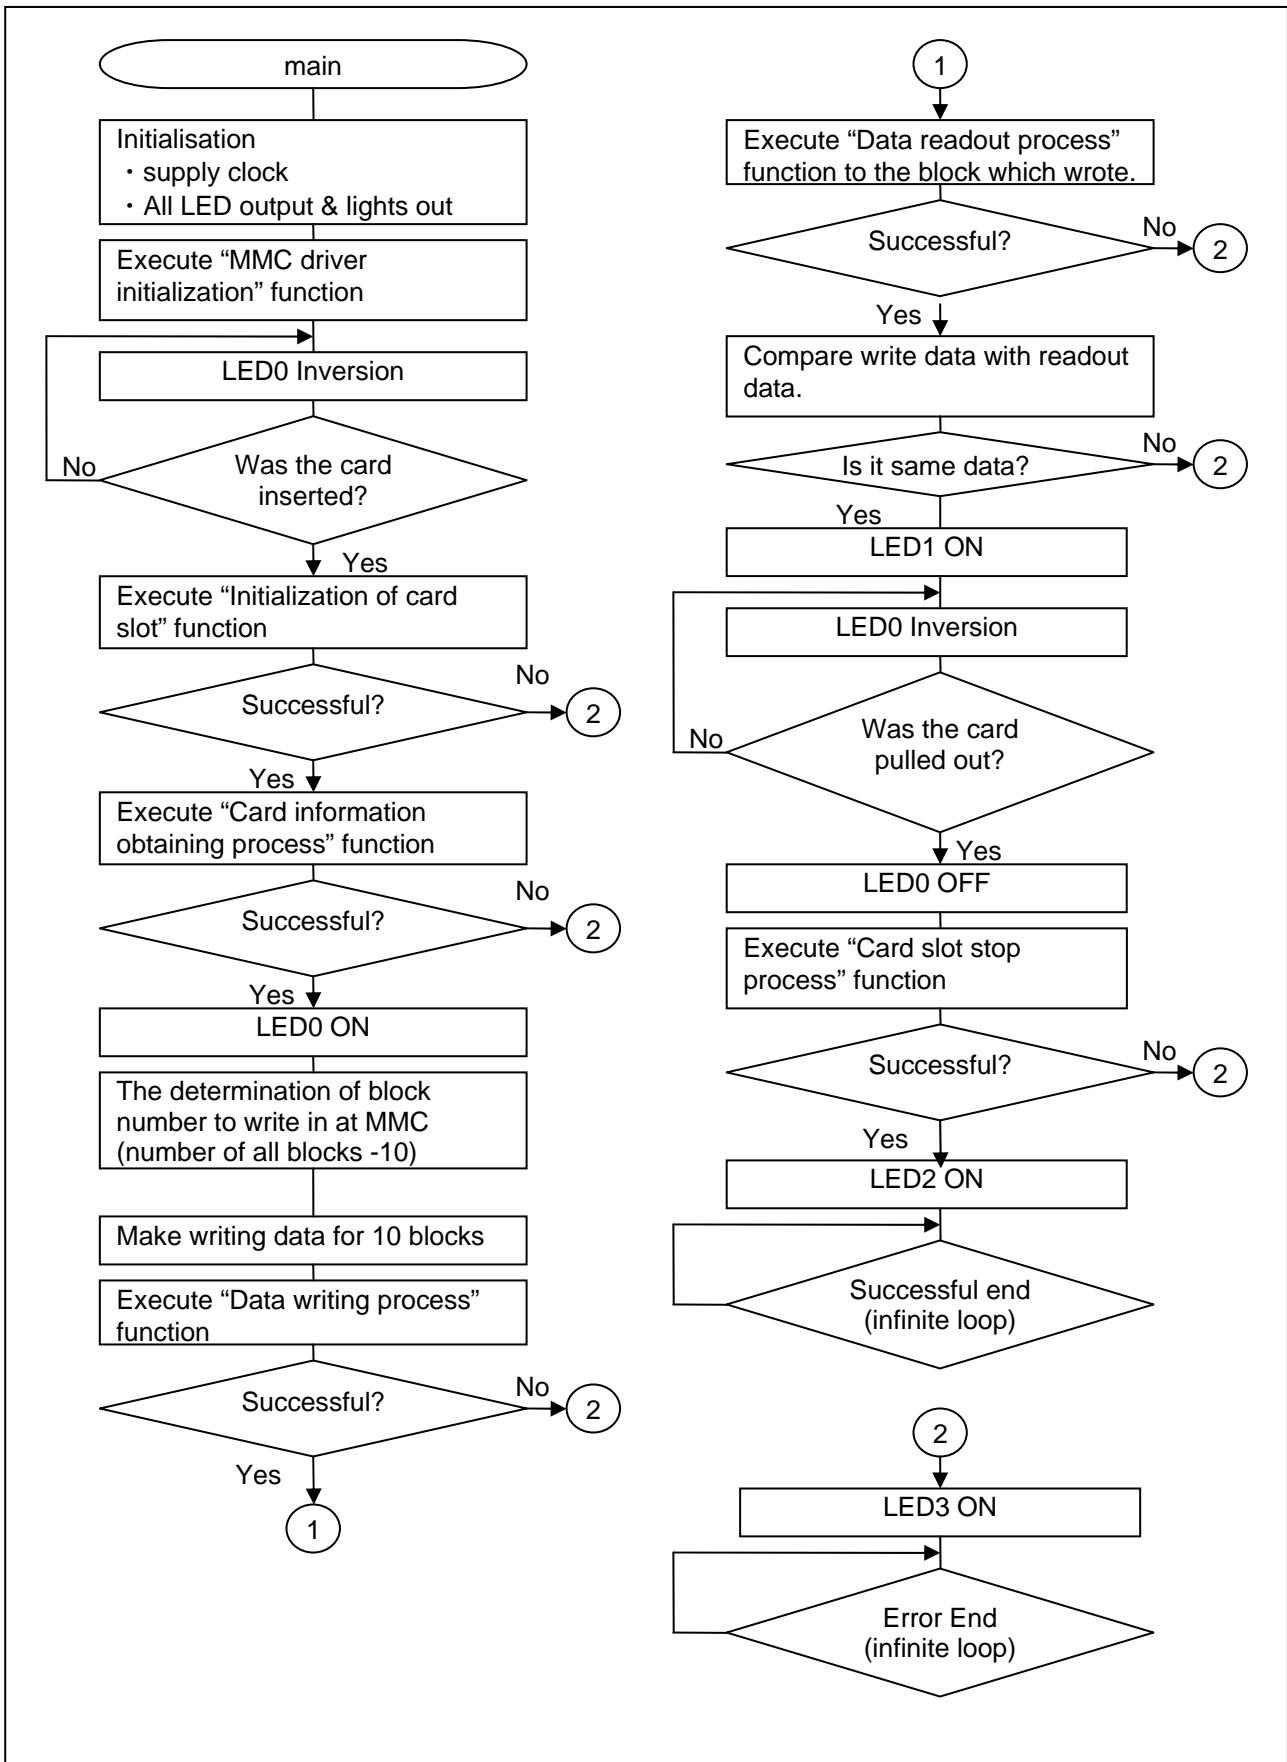 main
Initialisation
・supply clock
・All LED output & lights out
Execute “MMC driver
initialization” function
LED0 Inversion
No
Was the card
inserted?
Yes
Execute “Initialization of card
slot” function
No
Successful?
2
Yes
Execute “Card information
obtaining process” function
No
Successful?
2
Yes
LED0 ON
The determination of block
number to write in at MMC
(number of all blocks -10)
Make writing data for 10 blocks
Execute “Data writing process”
function
No
Successful?
2
Yes
1
1
Execute “Data readout process”
function to the block which wrote.
No
Successful?
2
Yes
Compare write data with readout
data.
No
Is it same data?
2
Yes
LED1 ON
LED0 Inversion
No
Was the card
pulled out?
Yes
LED0 OFF
Execute “Card slot stop
process” function
No
Successful?
2
Yes
LED2 ON
Successful end
(infinite loop)
2
LED3 ON
Error End
(infinite loop)